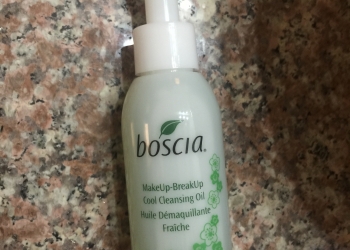 boscia.
MakeUp-BreakUp
Cool Cleansing Oil
Huile Démaquillante
Fraîche